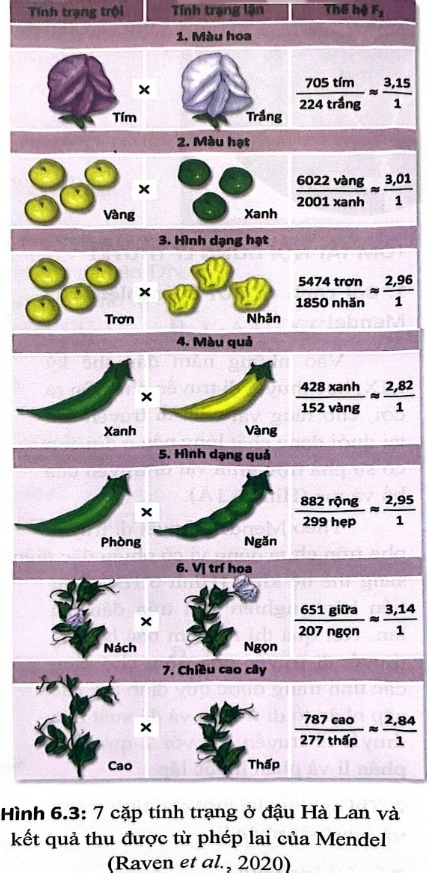 Tính trạng trội Tính trạng lặn Thế hệ F₂
1. Màu hoa
Tím × Trắng 705 tím / 224 trắng ≈ 3,15 / 1
2. Màu hạt
Vàng × Xanh 6022 vàng / 2001 xanh ≈ 3,01 / 1
3. Hình dạng hạt
Trơn × Nhăn 5474 trơn / 1850 nhăn ≈ 2,96 / 1
4. Màu quả
Xanh × Vàng 428 xanh / 152 vàng ≈ 2,82 / 1
5. Hình dạng quả
Phòng × Ngăn 882 rộng / 299 hẹp ≈ 2,95 / 1
6. Vị trí hoa
Nách × Ngọn 651 giữa / 207 ngọn ≈ 3,14 / 1
7. Chiều cao cây
Cao × Thấp 787 cao / 277 thấp ≈ 2,84 / 1
Hình 6.3: 7 cặp tính trạng ở đậu Hà Lan và
kết quả thu được từ phép lai của Mendel
(Raven et al., 2020)